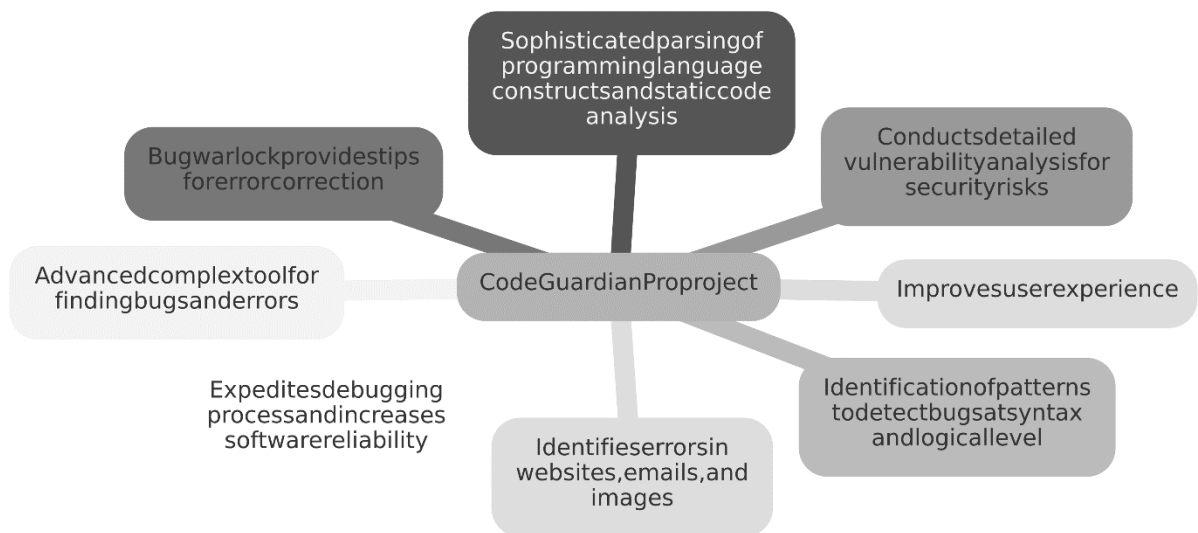 Sophisticatedparsingof
programminglanguage
constructsandstaticcode
analysis
Bugwarlockprovidestips
forerrorcorrection
Conductsdetailed
vulnerabilityanalysisfor
securityrisks
Advancedcomplextoolfor
findingbugsanderrors
CodeGuardianProproject
Improvesuserexperience
Expeditesdebugging
processandincreases
softwarereliability
Identifieserrorsin
websites,emails,and
images
Identificationofpatterns
todetectbugsatsyntax
andlogicallevel